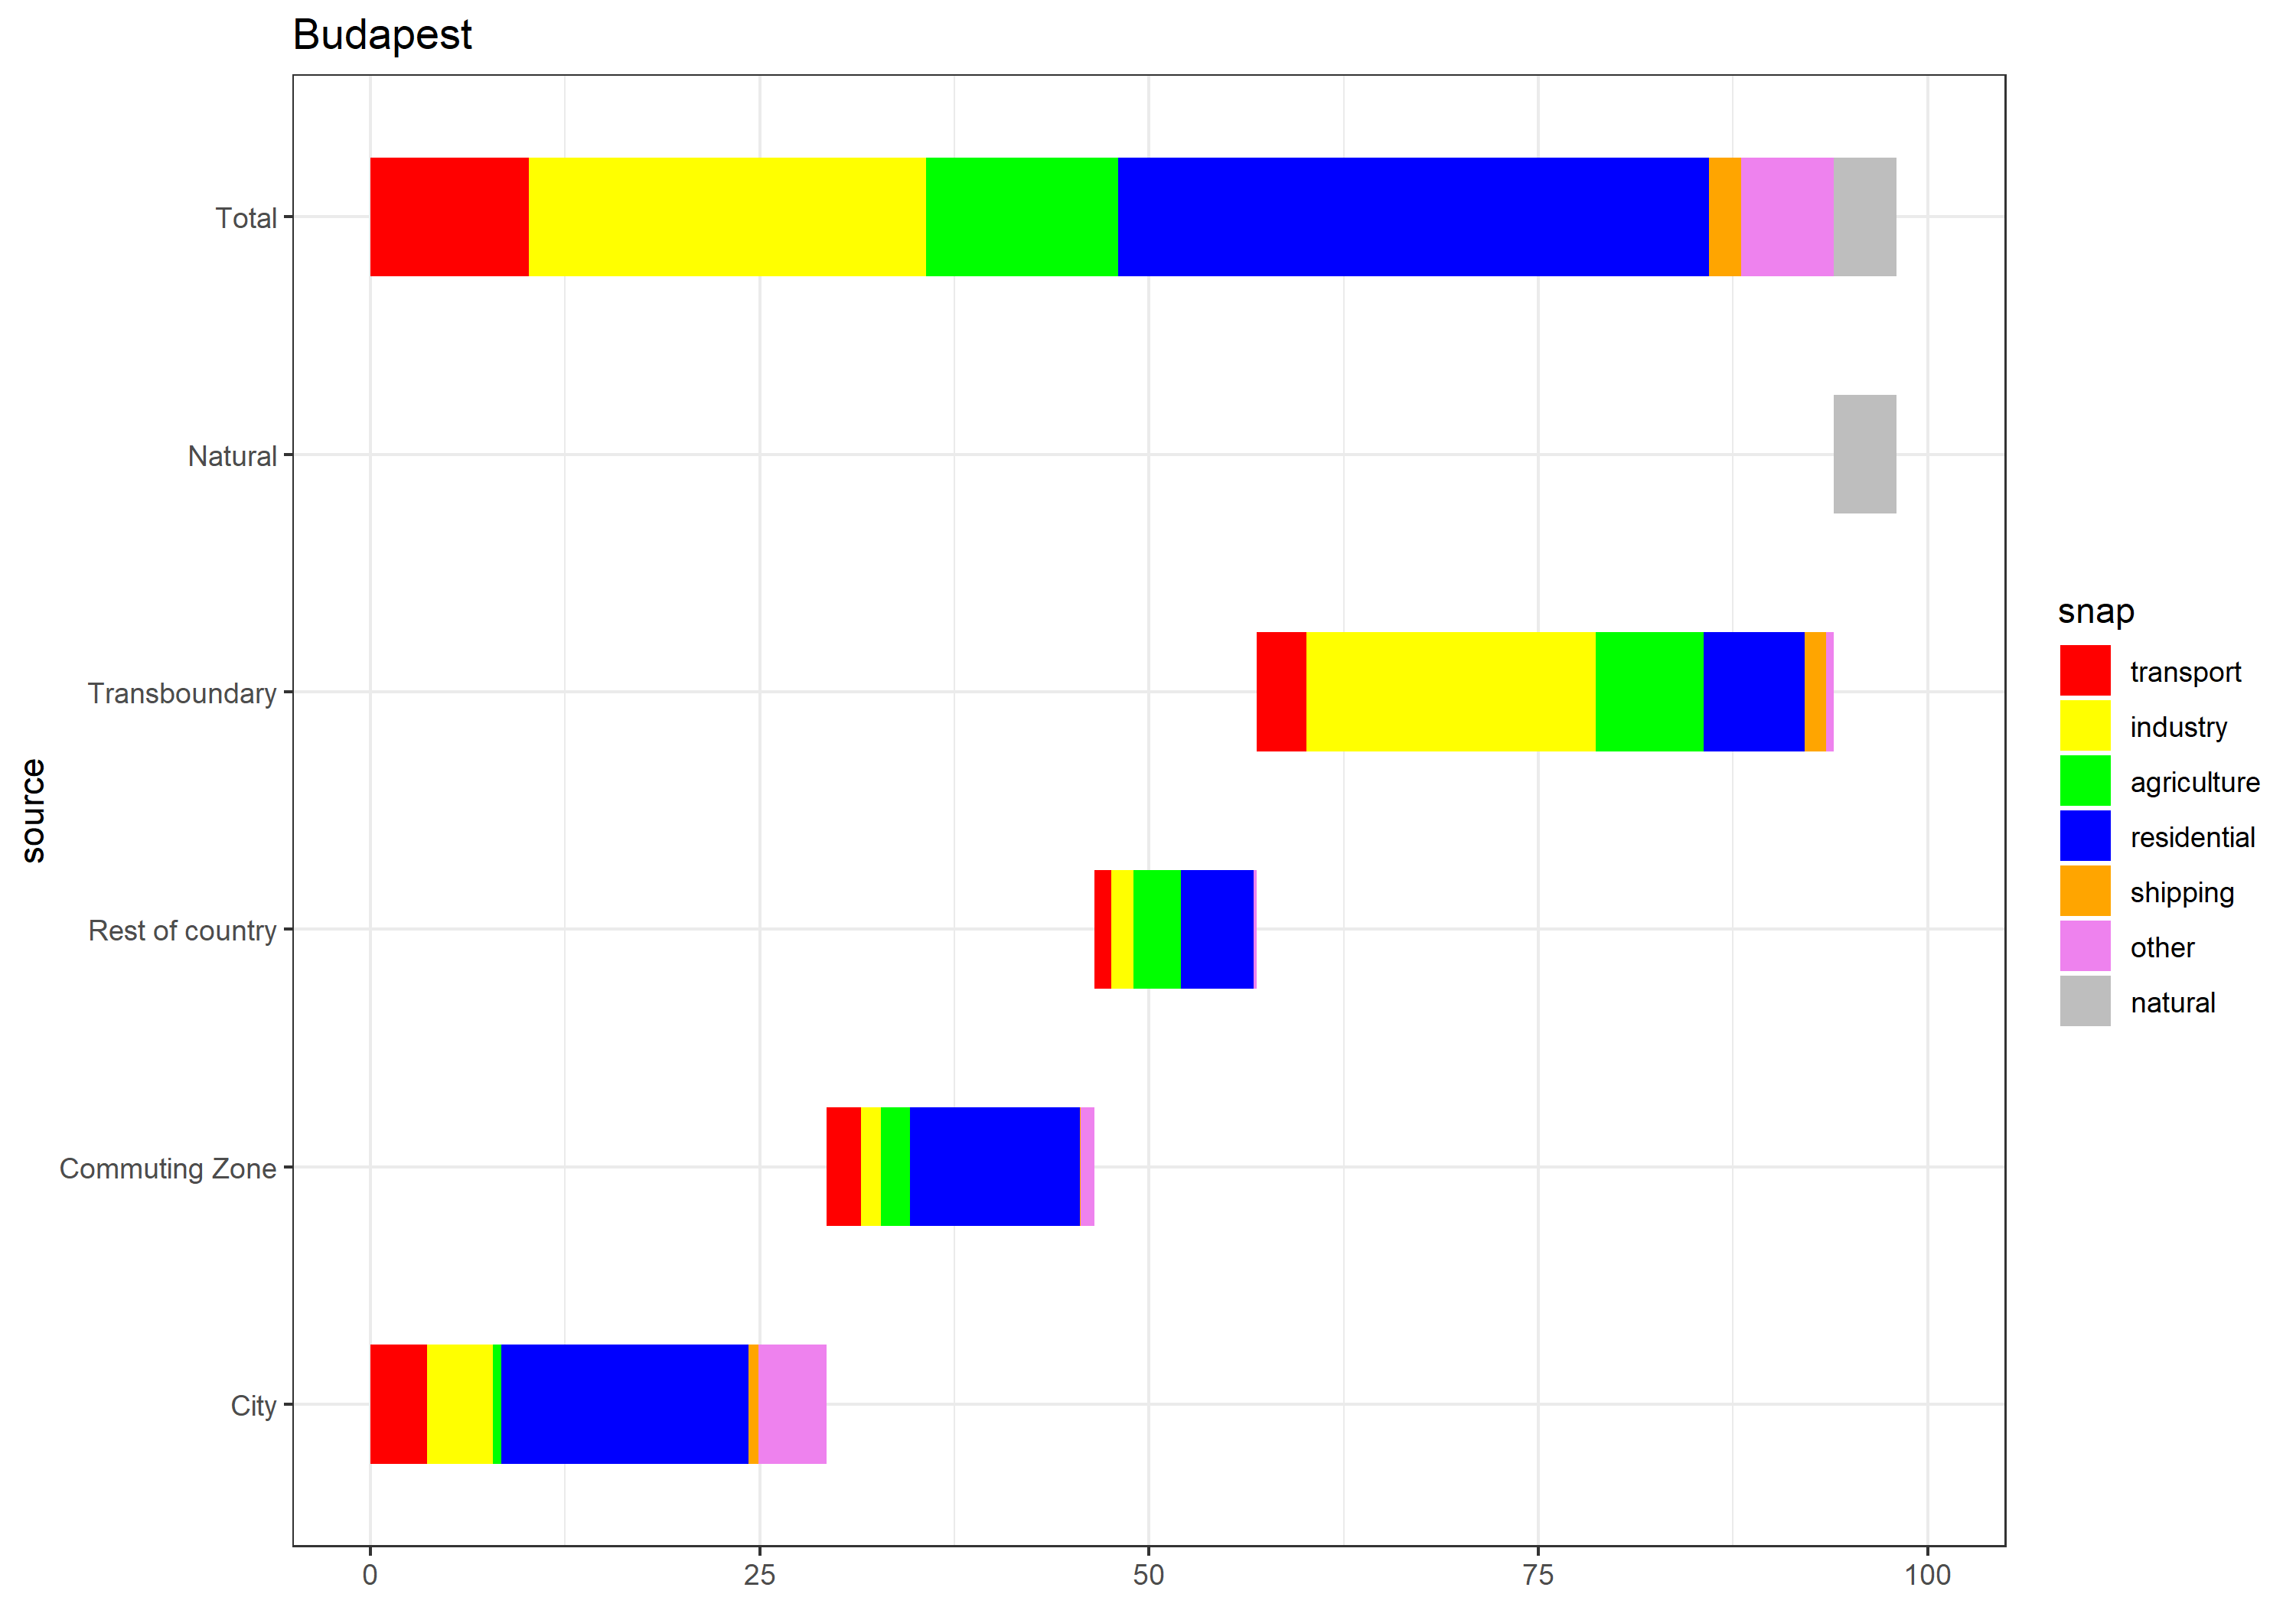 Budapest
source
Total
Natural
Transboundary
Rest of country
Commuting Zone
City
0 25 50 75 100
snap
transport
industry
agriculture
residential
shipping
other
natural